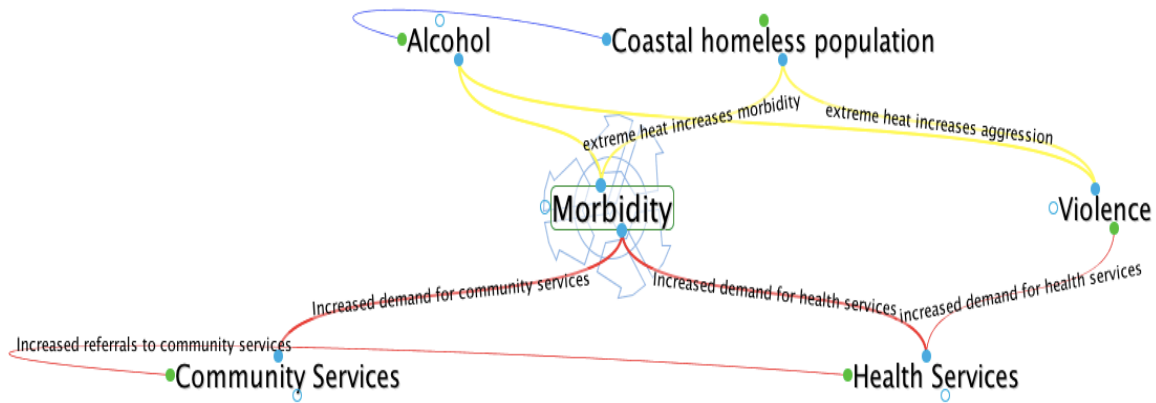 Alcohol
Coastal homeless population
extreme heat increases morbidity
extreme heat increases aggression
Morbidity
Violence
Increased demand for community services
Increased demand for health services
increased demand for health services
Increased referrals to community services
Community Services
Health Services